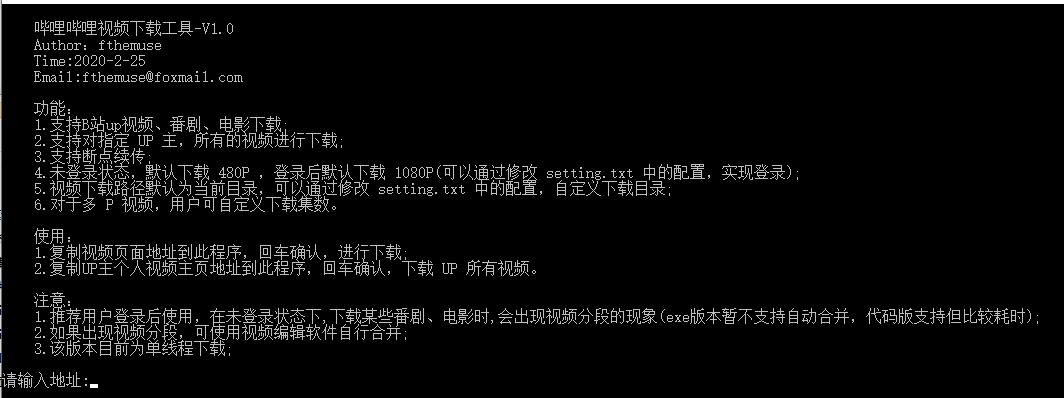 哔哩哔哩视频下载工具-V1.0
Author: fthemuse
Time:2020-2-25
Email:fthemuse@foxmail.com
功能:
1.支持B站up视频、番剧、电影下载;
2.支持对指定 UP 主，所有的视频进行下载;
3.支持断点续传;
4.未登录状态，默认下载 480P ，登录后默认下载 1080P(可以通过修改 setting.txt 中的配置，实现登录);
5.视频下载路径默认为当前目录，可以通过修改 setting.txt 中的配置，自定义下载目录;
6.对于多 P 视频，用户可自定义下载集数。
使用:
1.复制视频页面地址到此程序，回车确认，进行下载;
2.复制UP主个人视频主页地址到此程序，回车确认，下载 UP 所有视频。
注意:
1.推荐用户登录后使用，在未登录状态下,下载某些番剧、电影时,会出现视频分段的现象(exe版本暂不支持自动合并，代码版支持但比较耗时);
2.如果出现视频分段，可使用视频编辑软件自行合并;
3.该版本目前为单线程下载;
请输入地址: